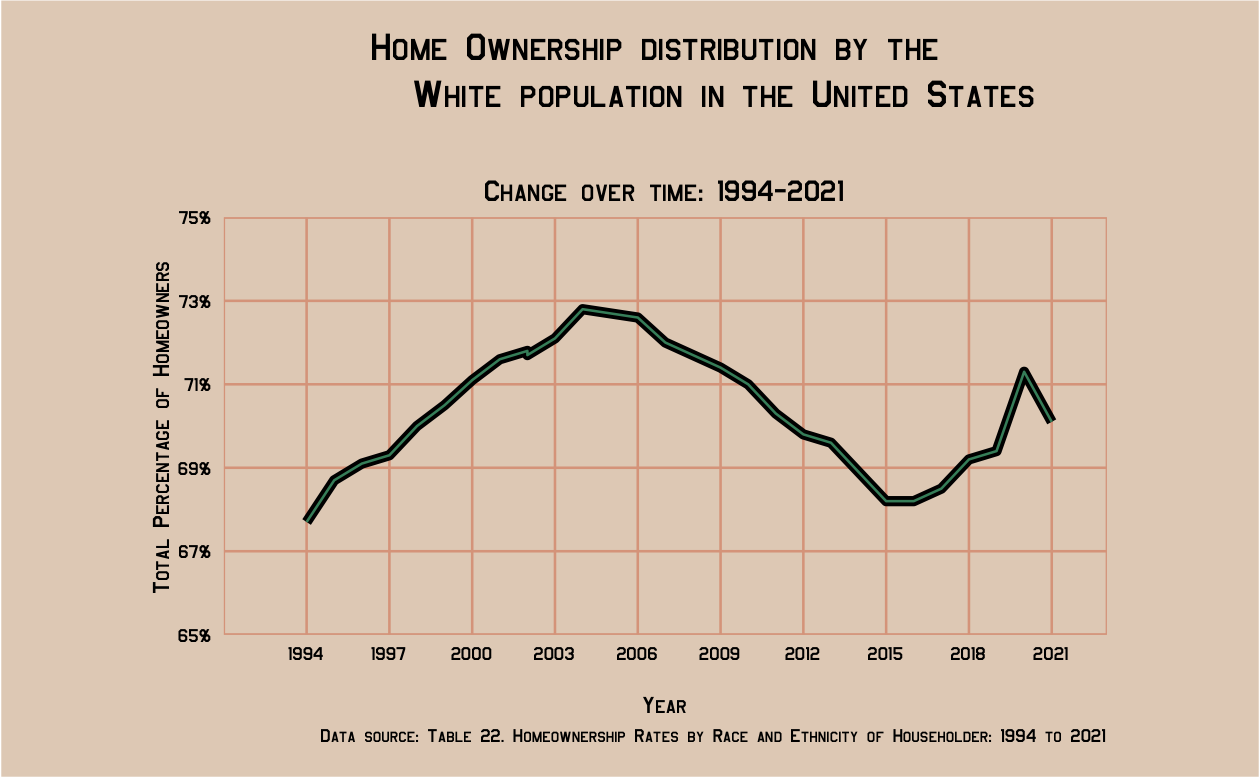 Home Ownership distribution by the
White population in the United States
Change over time: 1994-2021
Total Percentage of Homeowners
75%
73%
71%
69%
67%
65%
1994 1997 2000 2003 2006 2009 2012 2015 2018 2021
Year
Data source: Table 22. Homeownership Rates by Race and Ethnicity of Householder: 1994 to 2021